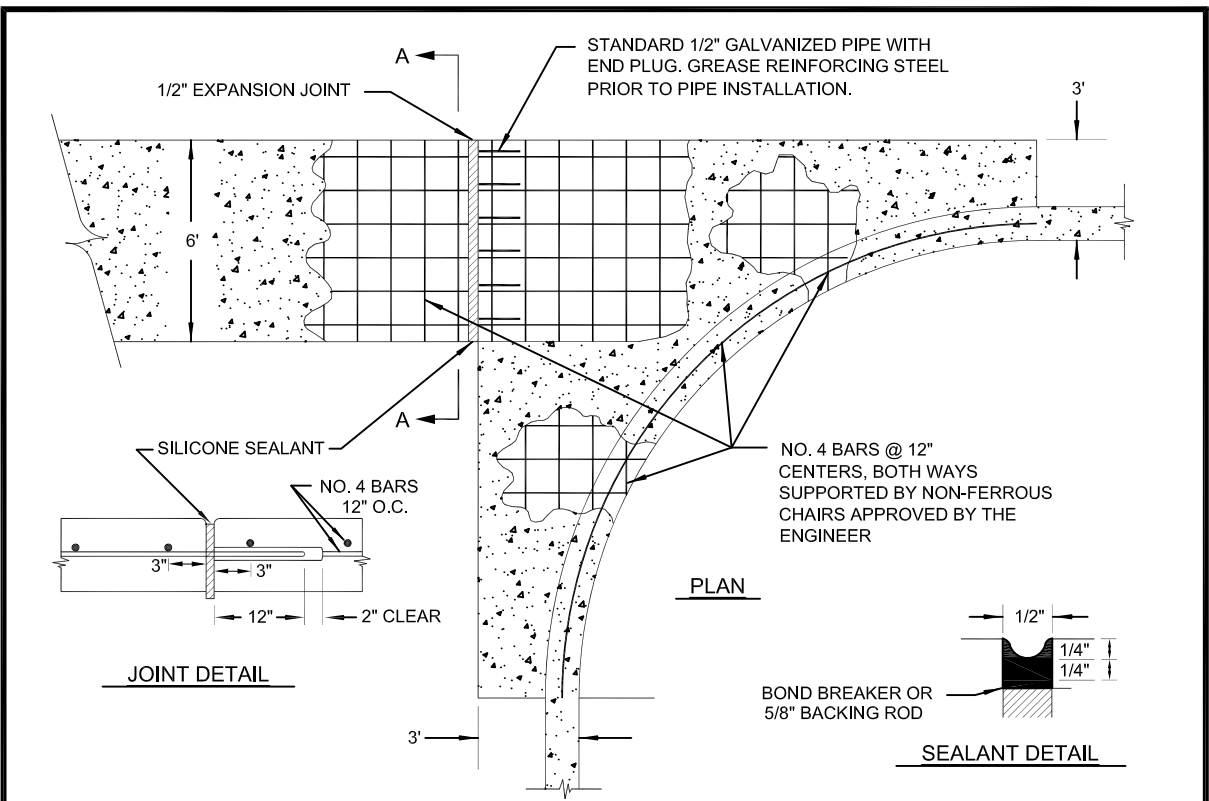 STANDARD 1/2" GALVANIZED PIPE WITH
END PLUG. GREASE REINFORCING STEEL
PRIOR TO PIPE INSTALLATION.
A
1/2" EXPANSION JOINT
3'
6'
A
SILICONE SEALANT
NO. 4 BARS
12" O.C.
3"
3"
12"
2" CLEAR
JOINT DETAIL
NO. 4 BARS @ 12"
CENTERS, BOTH WAYS
SUPPORTED BY NON-FERROUS
CHAIRS APPROVED BY THE
ENGINEER
PLAN
3'
1/2"
1/4"
1/4"
BOND BREAKER OR
5/8" BACKING ROD
SEALANT DETAIL